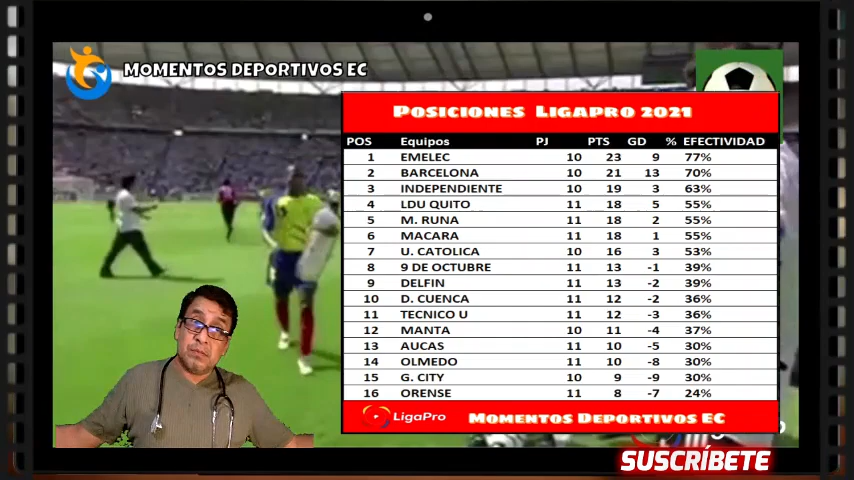 MOMENTOS DEPORTIVOS EC
POSICIONES LIGAPRO 2021
POS Equipos PJ PTS GD % EFECTIVIDAD
1 EMELEC 10 23 9 77%
2 BARCELONA 10 21 13 70%
3 INDEPENDIENTE 10 19 3 63%
4 LDU QUITO 11 18 5 55%
5 M. RUNA 11 18 2 55%
6 MACARA 11 18 1 55%
7 U. CATOLICA 10 16 3 53%
8 9 DE OCTUBRE 11 13 -1 39%
9 DELFIN 11 13 -2 39%
10 D. CUENCA 11 12 -2 36%
11 TECNICO U 11 12 -3 36%
12 MANTA 10 11 -4 37%
13 AUCAS 11 10 -5 30%
14 OLMEDO 11 10 -8 30%
15 G. CITY 10 9 -9 30%
16 ORENSE 11 8 -7 24%
LigaPro MOMENTOS DEPORTIVOS EC
SUSCRÍBETE